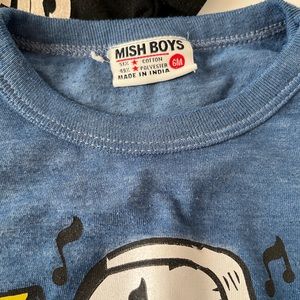 MISH BOYS
COTTON
POLYESTER
MADE IN INDIA
6M